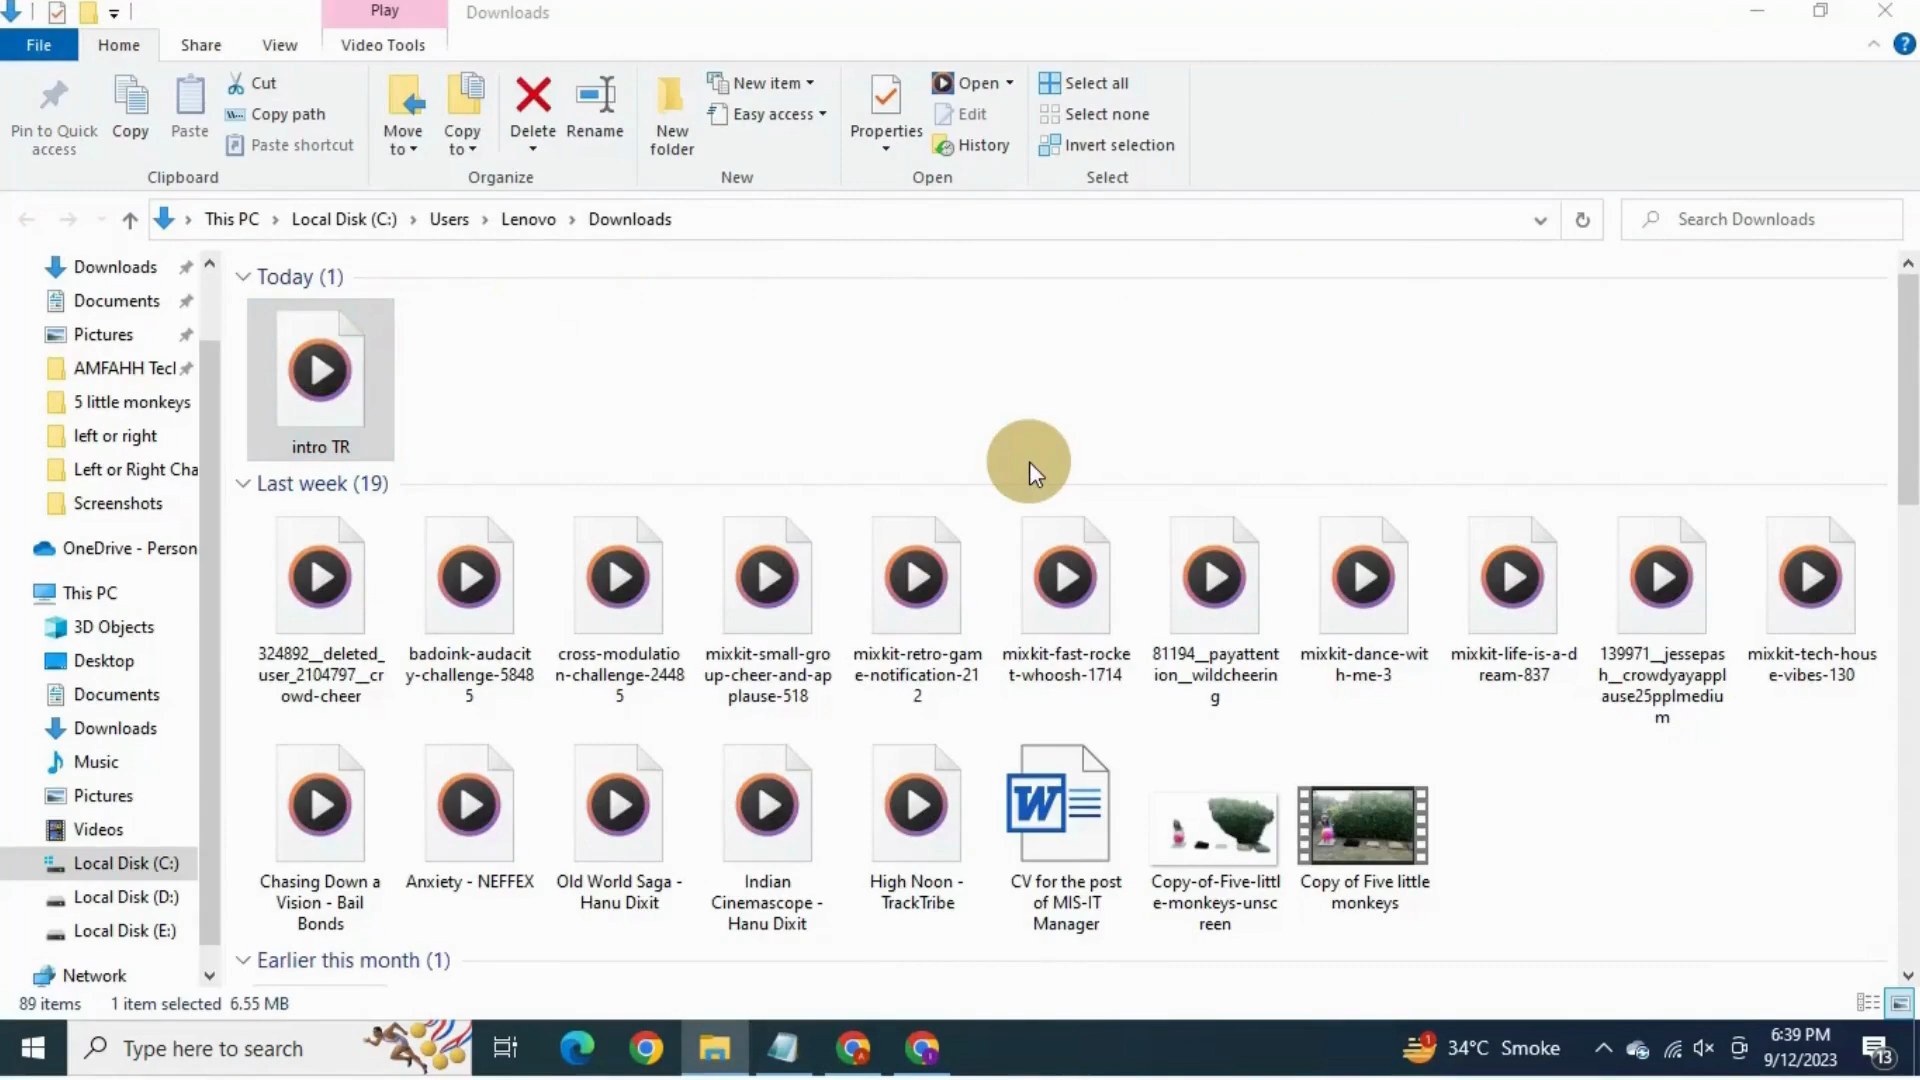 Play
Downloads
File
Home
Share
View
Video Tools
Pin to Quick access
Copy
Paste
Cut
Copy path
Paste shortcut
Clipboard
Move to
Copy to
Delete
Rename
Organize
New folder
New item
Easy access
New
Properties
Open
Edit
History
Open
Select all
Select none
Invert selection
Select
This PC
Local Disk (C:)
Users
Lenovo
Downloads
Search Downloads
Downloads
Documents
Pictures
AMFAHH Tecl
5 little monkeys
left or right
Left or Right Cha
Screenshots
OneDrive - Person
This PC
3D Objects
Desktop
Documents
Downloads
Music
Pictures
Videos
Local Disk (C:)
Local Disk (D:)
Local Disk (E:)
Network
Today (1)
intro TR
Last week (19)
324892__deleted_
user_2104797__cr
owd-cheer
badoink-audacit
y-challenge-5848
5
cross-modulatio
n-challenge-2448
5
mixkit-small-gro
up-cheer-and-ap
plause-518
mixkit-retro-gam
e-notification-21
2
mixkit-fast-rocke
t-whoosh-1714
81194__payattent
ion__wildcheerin
g
mixkit-dance-wit
h-me-3
mixkit-life-is-a-d
ream-837
139971__jessepas
h__crowdyayappl
ause25pplmediu
m
mixkit-tech-hous
e-vibes-130
Chasing Down a
Vision - Bail
Bonds
Anxiety - NEFFEX
Old World Saga -
Hanu Dixit
Indian
Cinemascope -
Hanu Dixit
High Noon -
TrackTribe
W
CV for the post
of MIS-IT
Manager
Copy-of-Five-littl
e-monkeys-unsc
reen
Copy of Five little
monkeys
Earlier this month (1)
89 items
1 item selected 6.55 MB
Type here to search
1
34°C Smoke
6:39 PM
9/12/2023
13